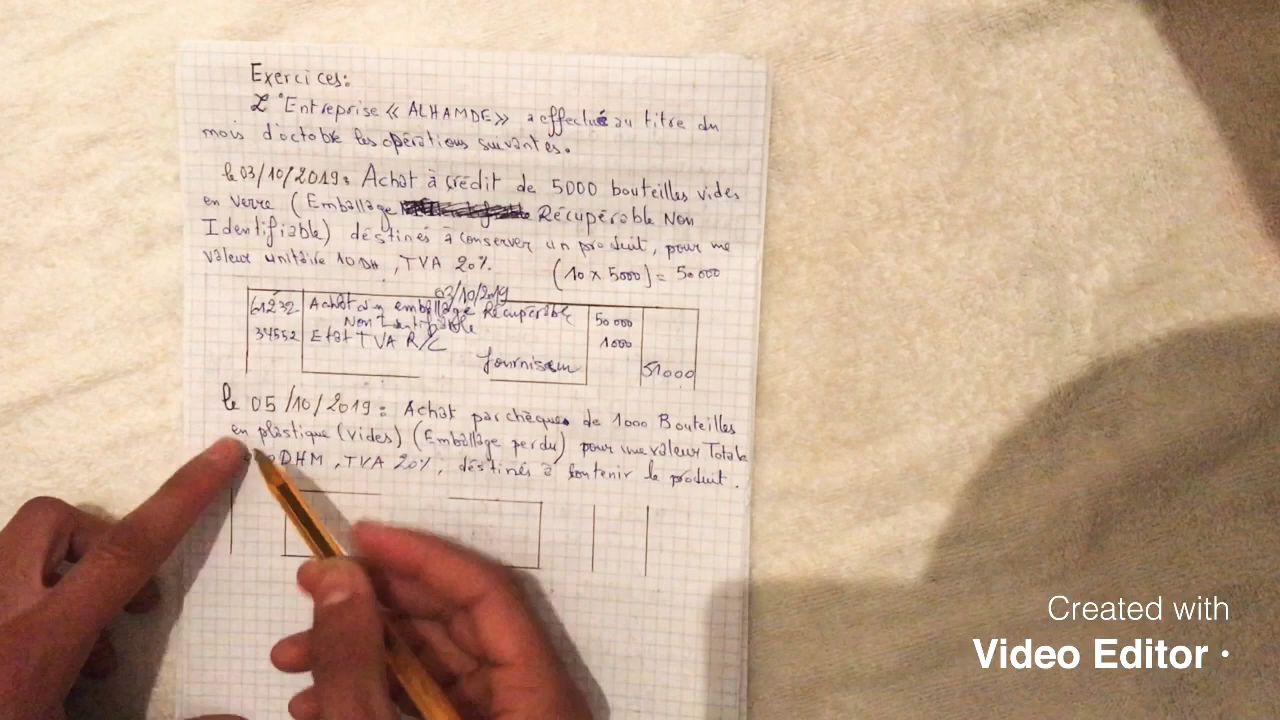 Exercices:
L'Entreprise « ALHAMDE » a effectué au titre du
mois d'octobre les opérations suivantes.
le 03/10/2019: Achat à crédit de 5000 bouteilles vides
en verre (Emballage Récupérable Non
Identifiable) déstinés à conserver un produit, pour une
valeur unitaire 10 DH, TVA 20%. (10 x 5000) = 50 000
03/10/2019
61232 Achat d'un emballage Récupérable 50 000
Non Identifiable
Etat TVA R/C 1000
fournisseur 51000
le 05/10/2019: Achat par chèque de 1000 Bouteilles
en plastique (vides) (Emballage perdu) pour une valeur Totale
DHM, TVA 20%, déstinés à contenir le produit.
Created with
Video Editor